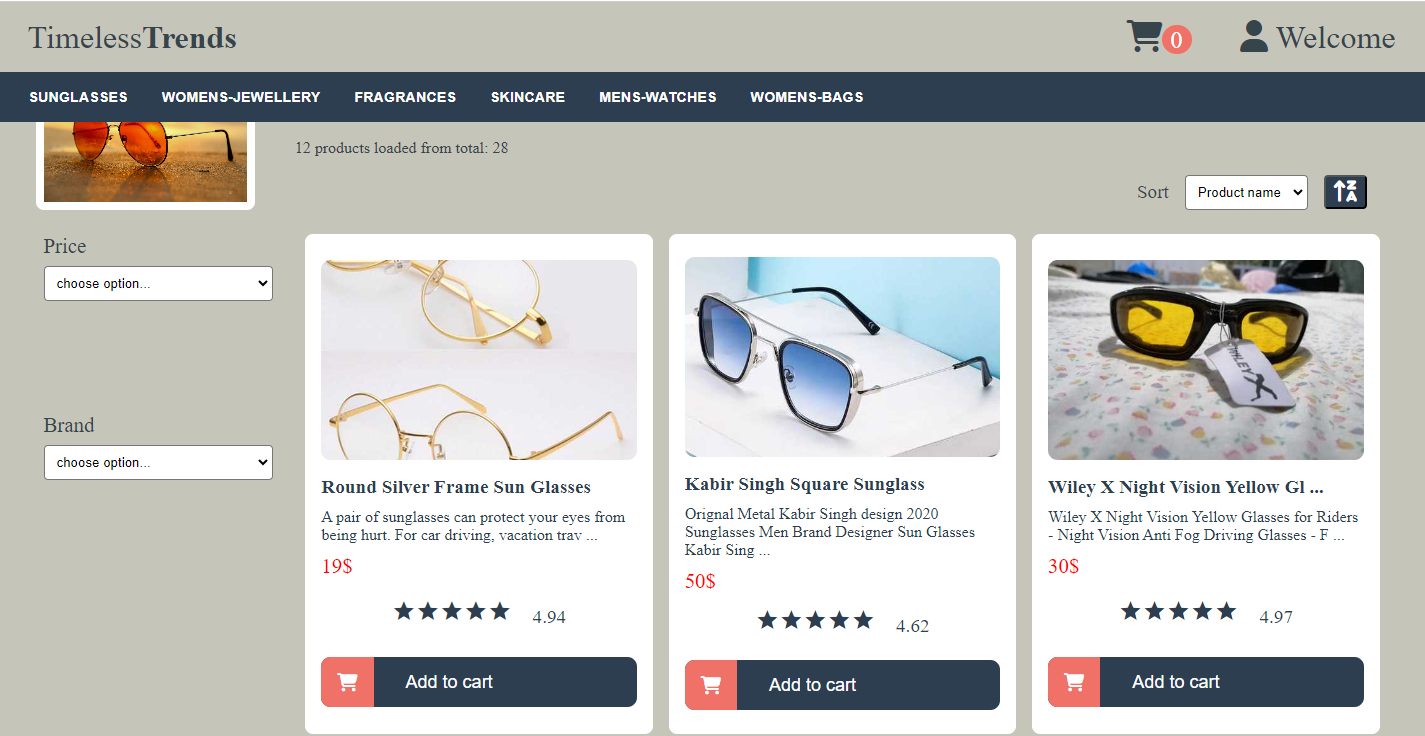 TimelessTrends
0
Welcome
SUNGLASSES WOMENS-JEWELLERY FRAGRANCES SKINCARE MENS-WATCHES WOMENS-BAGS
12 products loaded from total: 28
Sort
Product name
Z
A
Price
choose option...
Brand
choose option...
Round Silver Frame Sun Glasses
A pair of sunglasses can protect your eyes from
being hurt. For car driving, vacation trav ...
19$
4.94
Add to cart
Kabir Singh Square Sunglass
Orignal Metal Kabir Singh design 2020
Sunglasses Men Brand Designer Sun Glasses
Kabir Sing ...
50$
4.62
Add to cart
WILEY X
Wiley X Night Vision Yellow Gl ...
Wiley X Night Vision Yellow Glasses for Riders
- Night Vision Anti Fog Driving Glasses - F ...
30$
4.97
Add to cart